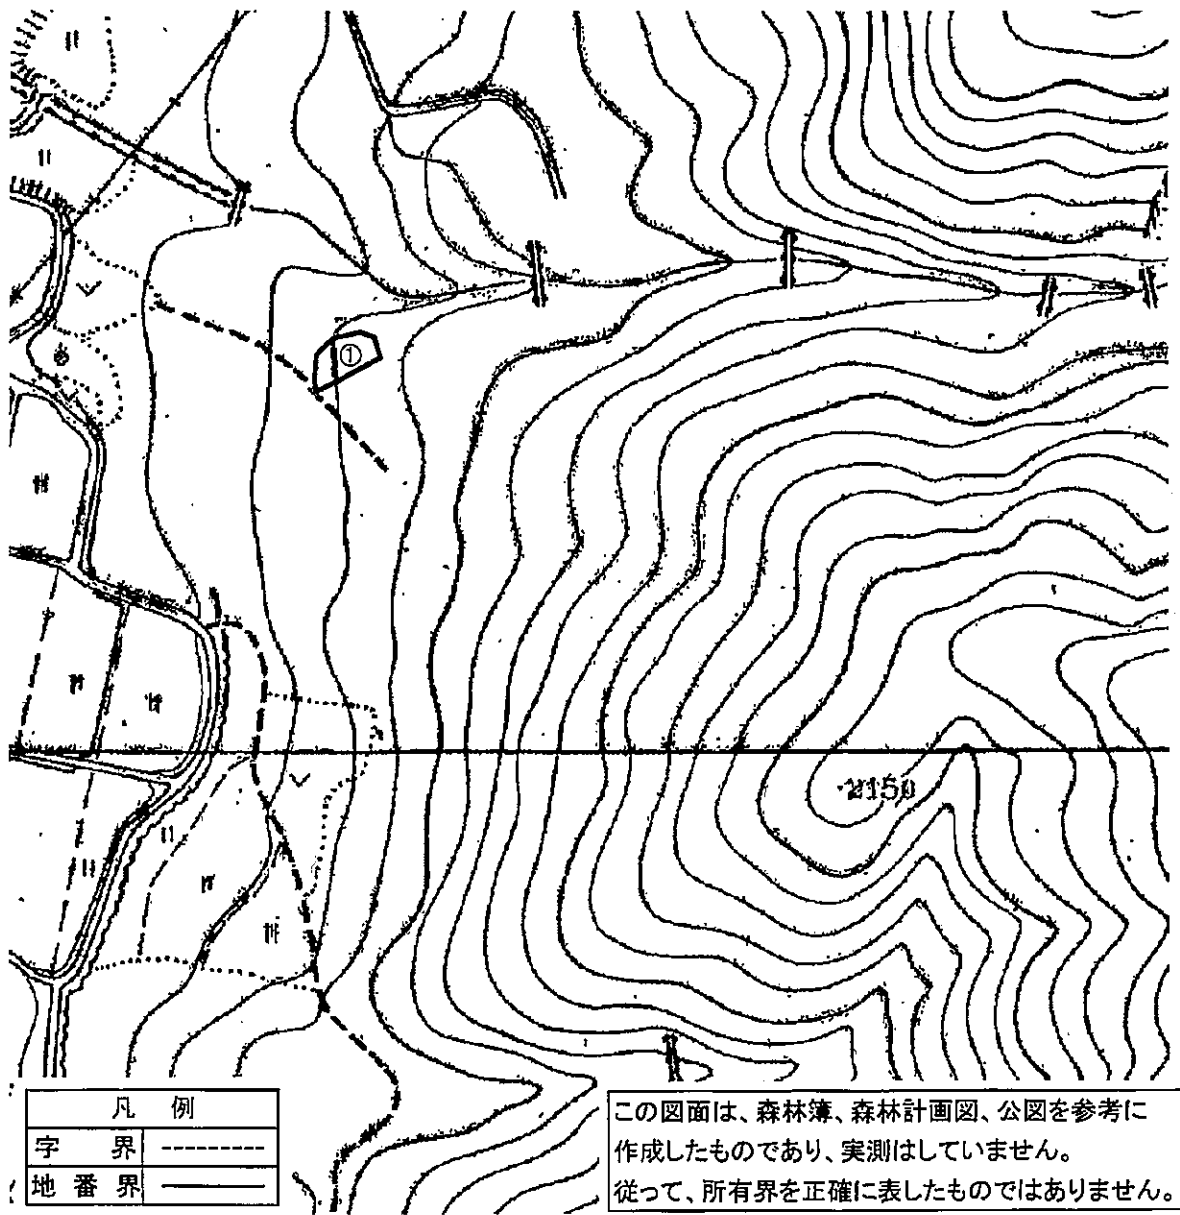 ①
凡 例
字 界
地 番 界
この図面は、森林簿、森林計画図、公図を参考に
作成したものであり、実測はしていません。
従って、所有界を正確に表したものではありません。